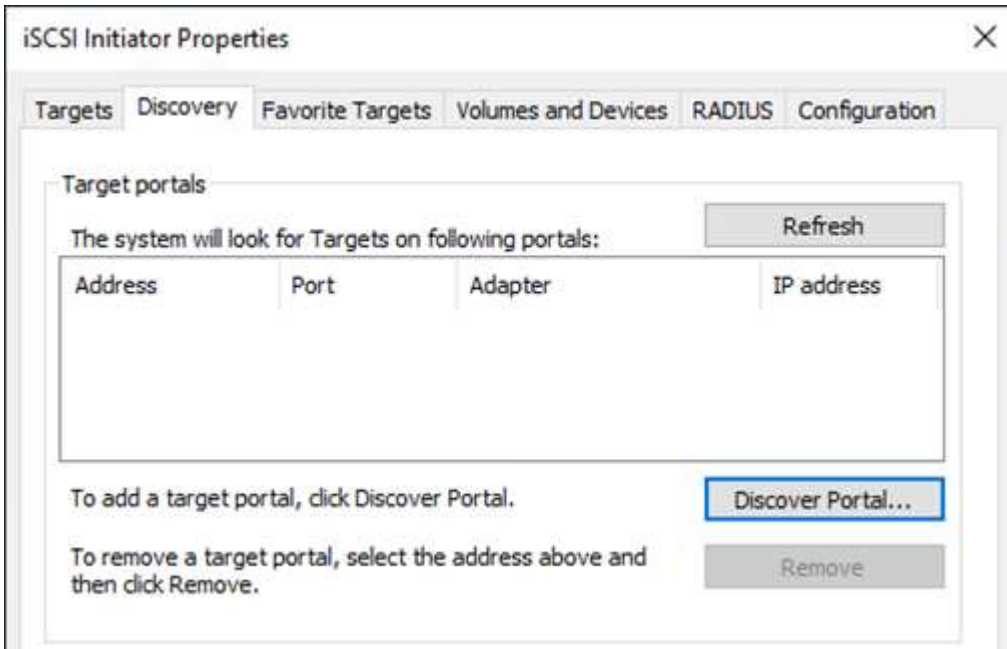 iSCSI Initiator Properties
Targets Discovery Favorite Targets Volumes and Devices RADIUS Configuration
Target portals
The system will look for Targets on following portals: Refresh
Address Port Adapter IP address
To add a target portal, click Discover Portal. Discover Portal...
To remove a target portal, select the address above and
then click Remove. Remove